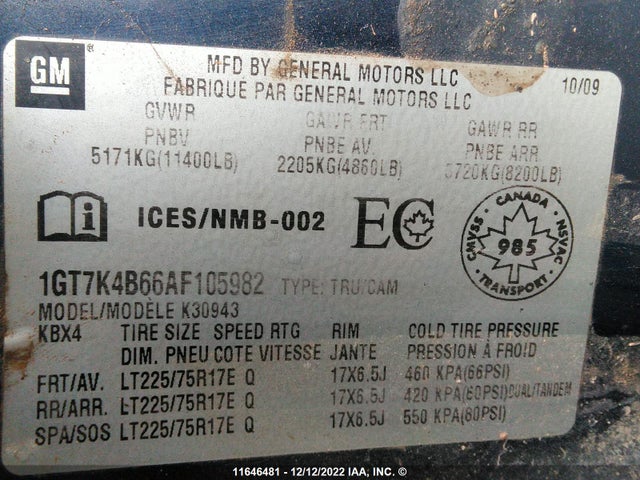 GM
MFD BY GENERAL MOTORS LLC
FABRIQUE PAR GENERAL MOTORS LLC
10/09
GVWR GAWR FRT GAWR RR
PNBV PNBE AV. PNBE ARR
5171KG(11400LB) 2205KG(4860LB) 3720KG(8200LB)
ICES/NMB-002 EC
CANADA CMVSS NSVAC 985 TRANSPORT
1GT7K4B66AF105982 TYPE: TRU/CAM
MODEL/MODÈLE K30943
KBX4 TIRE SIZE SPEED RTG RIM COLD TIRE PRESSURE
DIM. PNEU COTE VITESSE JANTE PRESSION À FROID
FRT/AV. LT225/75R17E Q 17X6.5J 460 KPA(66PSI)
RR/ARR. LT225/75R17E Q 17X6.5J 420 KPA(60PSI)DUAL/TANDEM
SPA/SOS LT225/75R17E Q 17X6.5J 550 KPA(80PSI)
11646481 - 12/12/2022 IAA, INC. ©